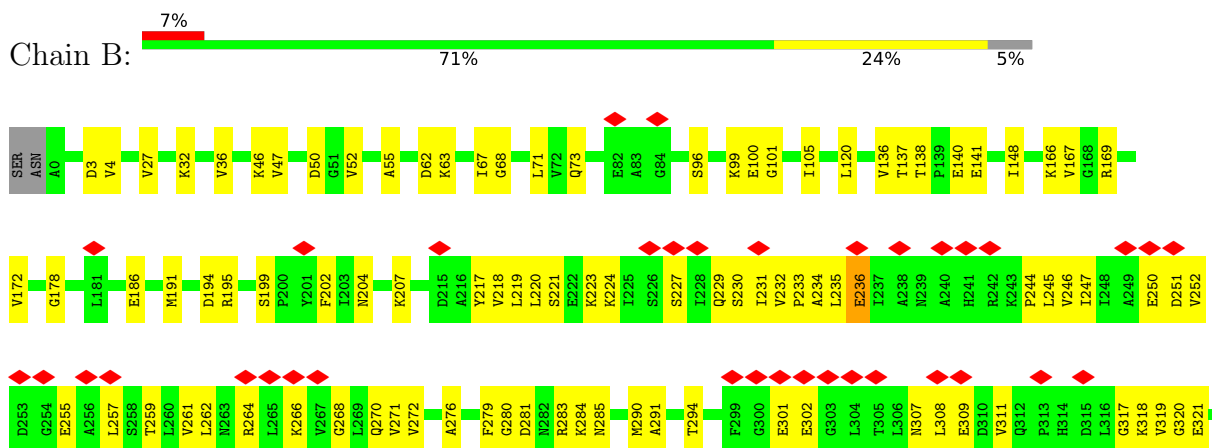 7%
Chain B:
71% 24% 5%
SER ASN A0 D3 V4 V27 K32 V36 K46 V47 D50 G51 V52 A55 D62 K63 I67 G68 L71 V72 Q73 E82 A83 G84 S96 K99 E100 G101 I105 L120 V136 T137 T138 P139 E140 E141 I148 K166 V167 G168 R169
V172 G178 L181 E186 M191 D194 R195 S199 P200 Y201 F202 I203 N204 K207 D215 A216 Y217 V218 L219 L220 S221 E222 K223 K224 I225 S226 S227 I228 Q229 S230 I231 V232 P233 A234 L235 E236 I237 A238 N239 A240 H241 R242 K243 P244 L245 V246 I247 I248 A249 E250 D251 V252
D253 G254 E255 A256 L257 S258 T259 L260 V261 L262 N263 R264 L265 K266 V267 G268 L269 Q270 V271 V272 A276 F279 G280 D281 N282 R283 K284 N285 M290 A291 T294 F299 G300 E301 E302 G303 L304 T305 L306 N307 L308 E309 D310 V311 Q312 P313 H314 D315 L316 G317 K318 V319 G320 E321